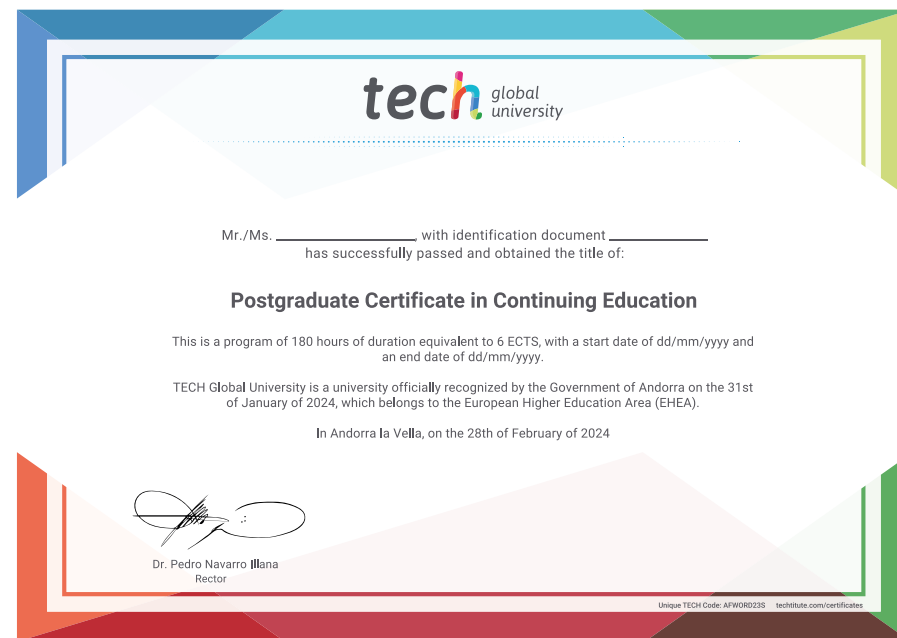 tech global
university
Mr./Ms. ____________________, with identification document ______________
has successfully passed and obtained the title of:
Postgraduate Certificate in Continuing Education
This is a program of 180 hours of duration equivalent to 6 ECTS, with a start date of dd/mm/yyyy and
an end date of dd/mm/yyyy.
TECH Global University is a university officially recognized by the Government of Andorra on the 31st
of January of 2024, which belongs to the European Higher Education Area (EHEA).
In Andorra la Vella, on the 28th of February of 2024
Dr. Pedro Navarro Illana
Rector
Unique TECH Code: AFWORD23S techtitute.com/certificates